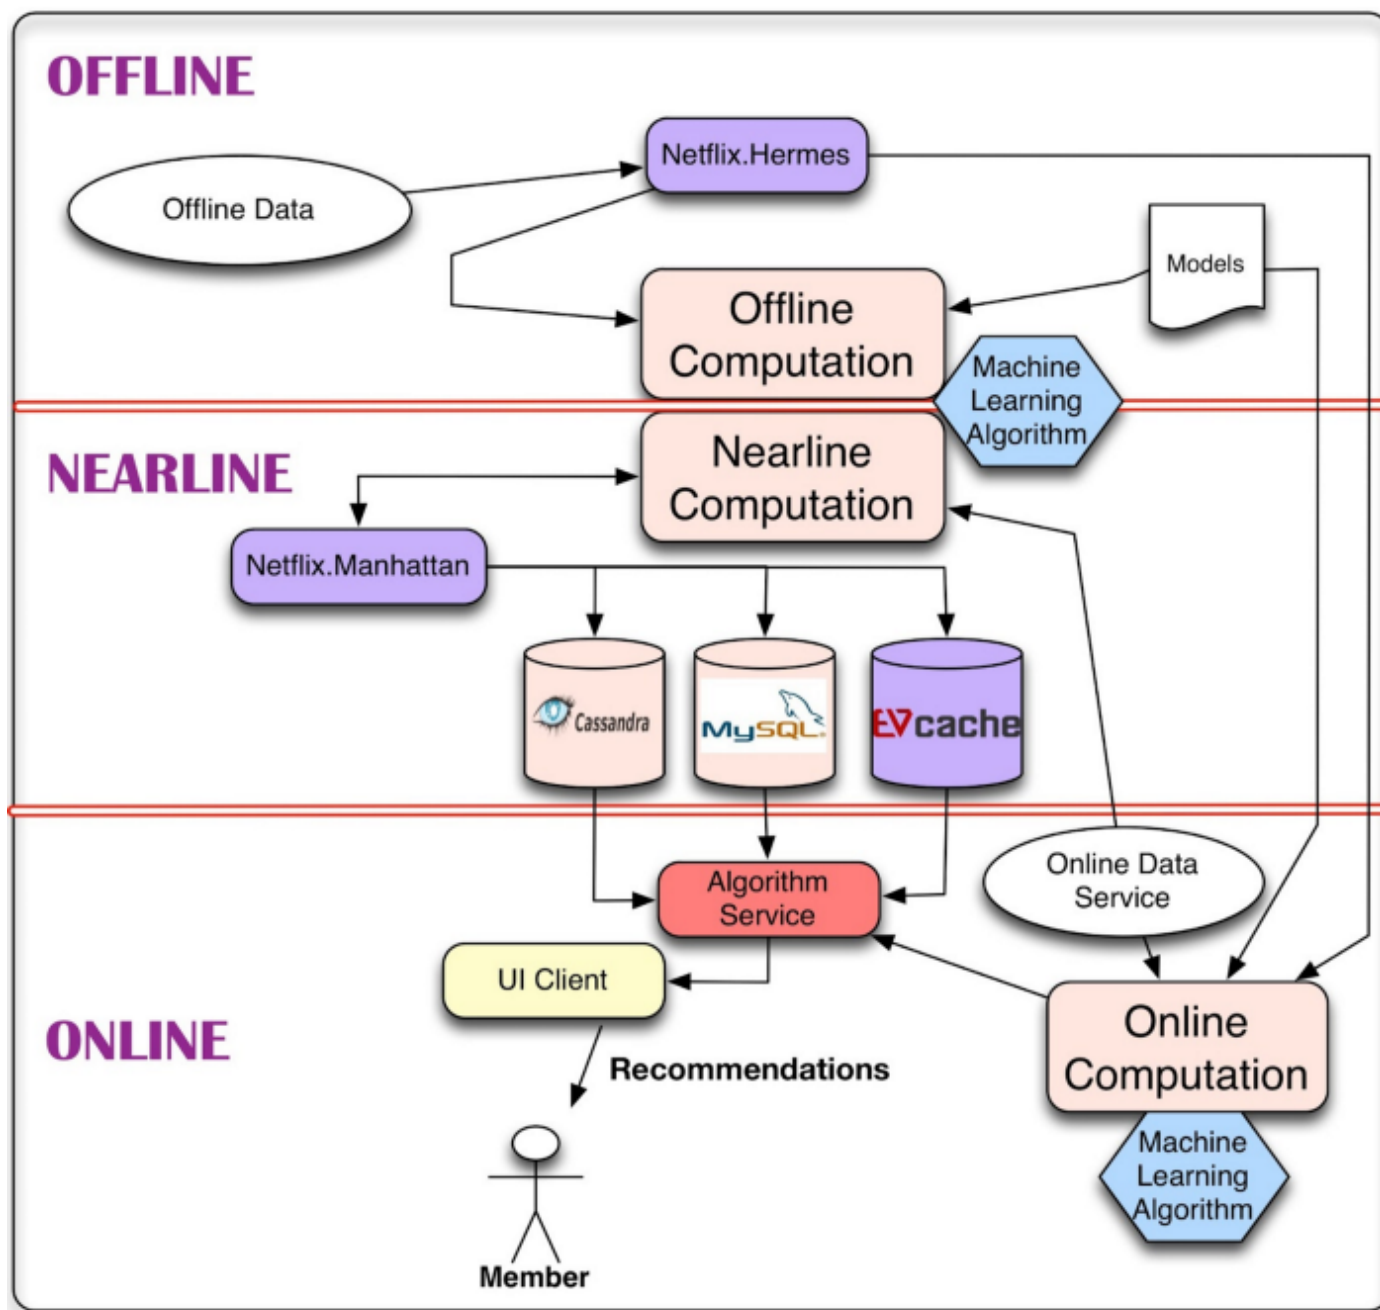 OFFLINE
Netflix.Hermes
Offline Data
Models
Offline
Computation
Machine
Learning
Algorithm
NEARLINE
Nearline
Computation
Netflix.Manhattan
Cassandra
MySQL
EVcache
Algorithm
Service
Online Data
Service
UI Client
ONLINE
Online
Computation
Recommendations
Machine
Learning
Algorithm
Member